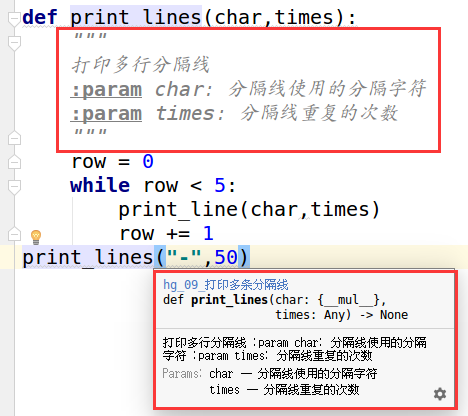 def print_lines(char,times):
"""
打印多行分隔线
:param char: 分隔线使用的分隔字符
:param times: 分隔线重复的次数
"""
row = 0
while row < 5:
print_line(char,times)
row += 1
print_lines("-",50)
hg_09_打印多条分隔线
def print_lines(char: {__mul__},
times: Any) -> None
打印多行分隔线 :param char: 分隔线使用的分隔
字符 :param times: 分隔线重复的次数
Params: char — 分隔线使用的分隔字符
times — 分隔线重复的次数